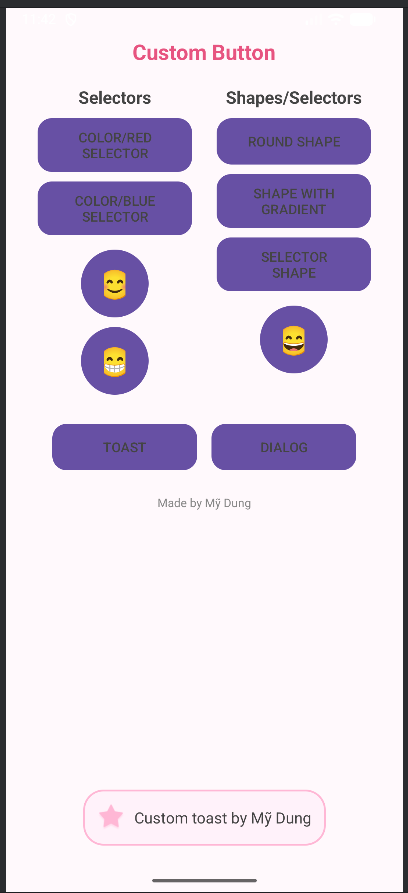 Custom Button
Selectors
COLOR/RED
SELECTOR
COLOR/BLUE
SELECTOR
Shapes/Selectors
ROUND SHAPE
SHAPE WITH
GRADIENT
SELECTOR
SHAPE
TOAST
DIALOG
Made by Mỹ Dung
Custom toast by Mỹ Dung